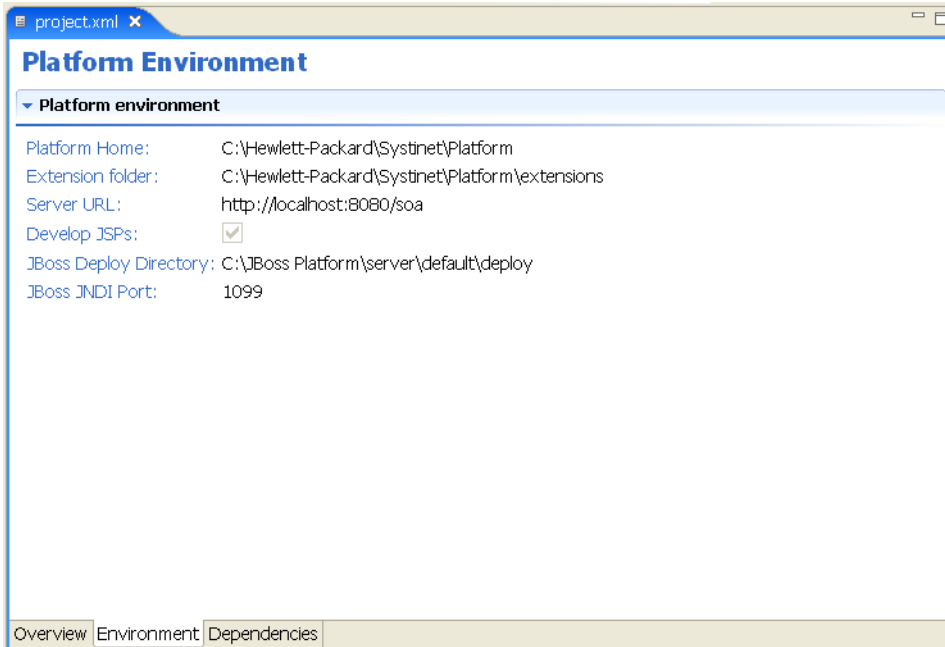 project.xml
Platform Environment
Platform environment
Platform Home: C:\Hewlett-Packard\Systinet\Platform
Extension folder: C:\Hewlett-Packard\Systinet\Platform\extensions
Server URL: http://localhost:8080/soa
Develop JSPs:
JBoss Deploy Directory: C:\JBoss Platform\server\default\deploy
JBoss JNDI Port: 1099
Overview Environment Dependencies